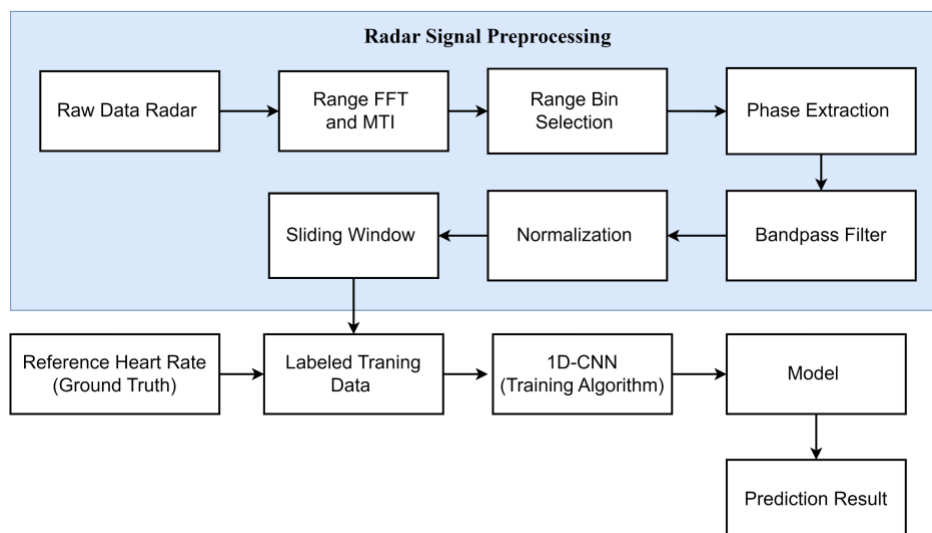 Radar Signal Preprocessing
Raw Data Radar
Range FFT
and MTI
Range Bin
Selection
Phase Extraction
Sliding Window
Normalization
Bandpass Filter
Reference Heart Rate
(Ground Truth)
Labeled Traning
Data
1D-CNN
(Training Algorithm)
Model
Prediction Result